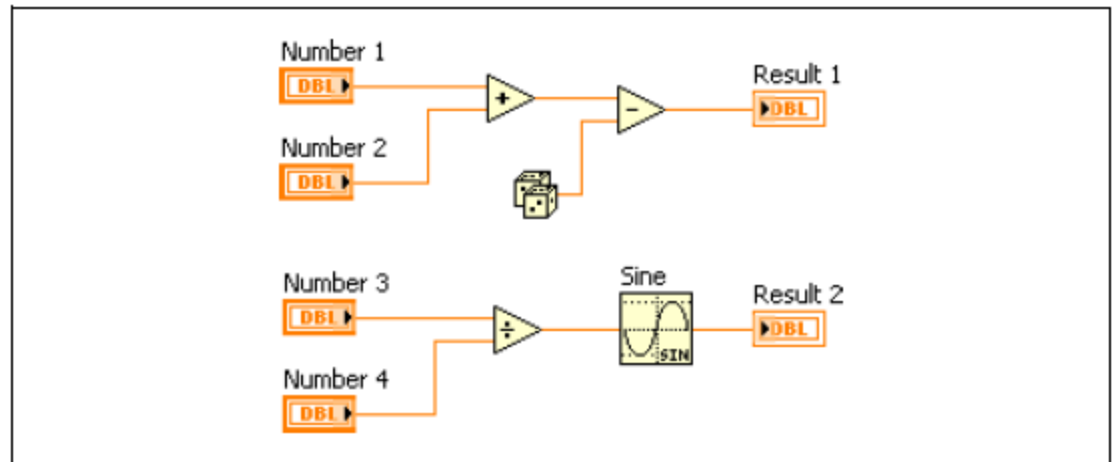 Number 1
DBL
+
-
Result 1
DBL
Number 2
DBL
Number 3
DBL
÷
Sine
SIN
Result 2
DBL
Number 4
DBL